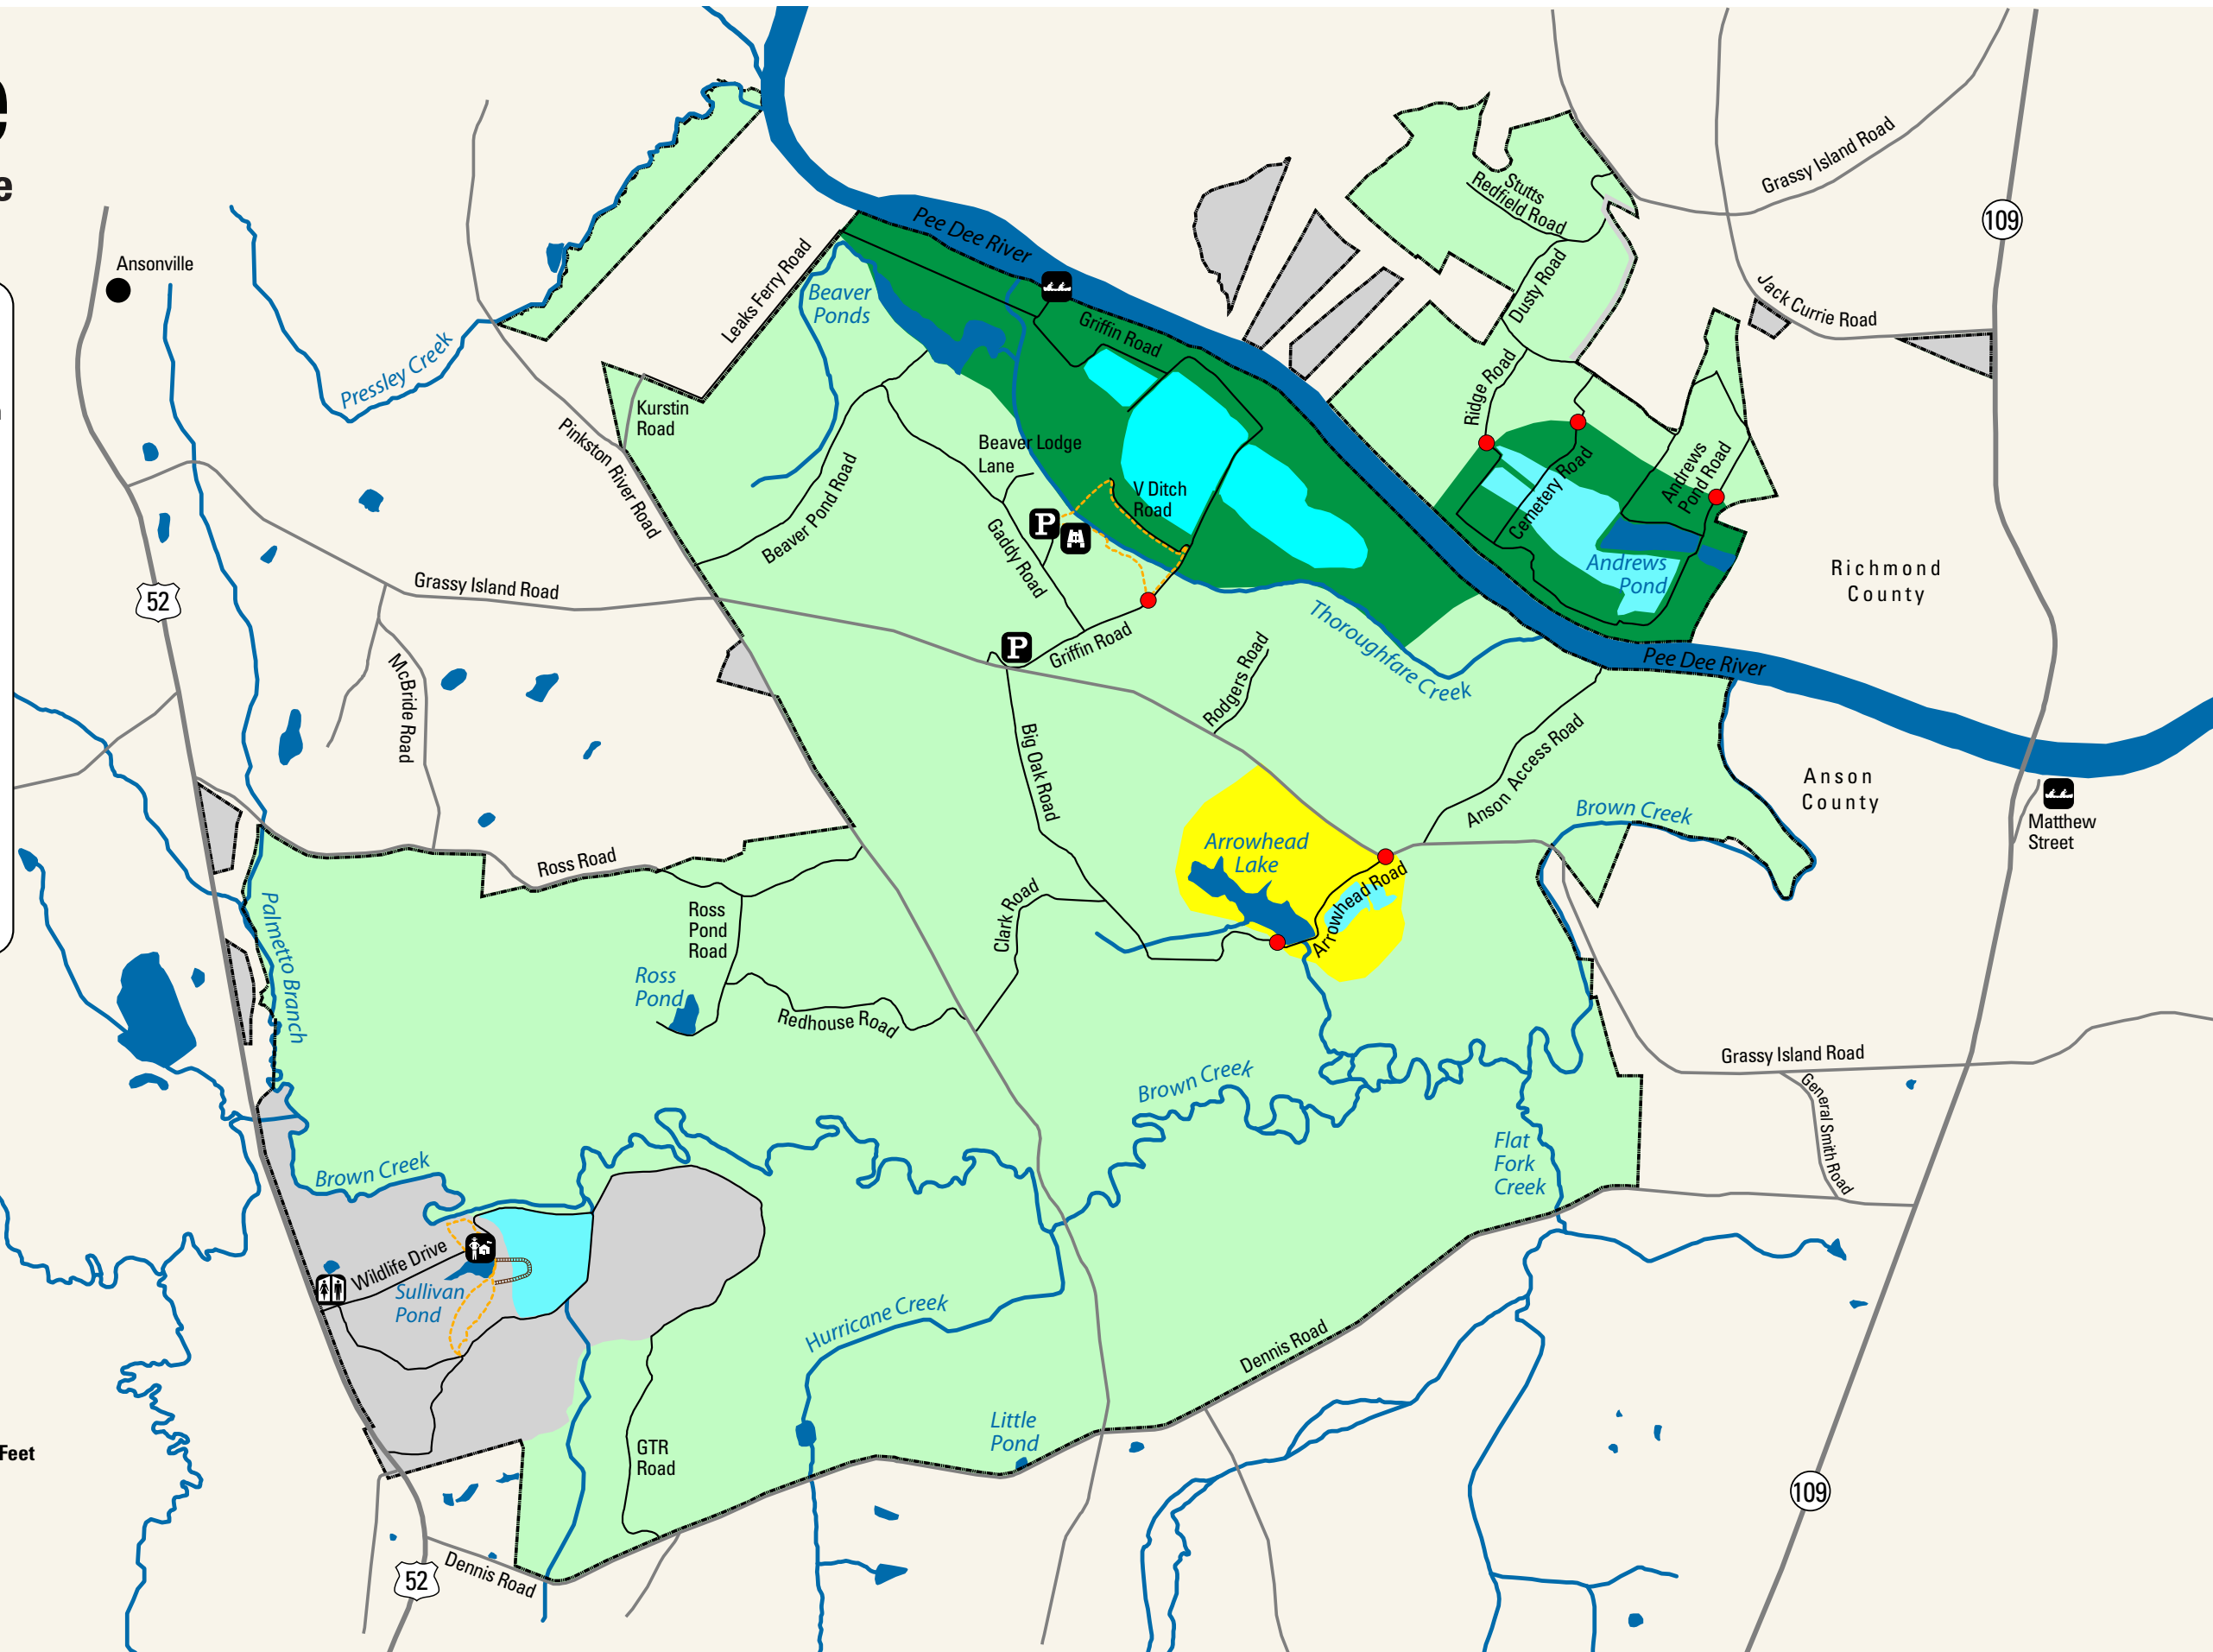 e
e
Feet
Ansonville
Pressley Creek
Leaks Ferry Road
Pee Dee River
Beaver
Ponds
Griffin Road
Stutts
Redfield Road
Dusty Road
Ridge Road
Grassy Island Road
109
Jack Currie Road
Kurstin
Road
Pinkston River Road
Beaver Pond Road
Beaver Lodge
Lane
V Ditch
Road
P
Gaddy Road
Cemetery Road
Andrews
Pond Road
Andrews
Pond
Richmond
County
52
Grassy Island Road
McBride Road
P
Griffin Road
Rodgers Road
Thoroughfare Creek
Pee Dee River
Big Oak Road
Anson Access Road
Anson
County
Brown Creek
Matthew
Street
Arrowhead
Lake
Arrowhead Road
Ross Road
Palmetto Branch
Ross
Pond
Road
Ross
Pond
Redhouse Road
Clark Road
Grassy Island Road
General Smith Road
Brown Creek
Flat
Fork
Creek
Brown Creek
Wildlife Drive
Sullivan
Pond
Hurricane Creek
Dennis Road
Little
Pond
GTR
Road
109
Dennis Road
52